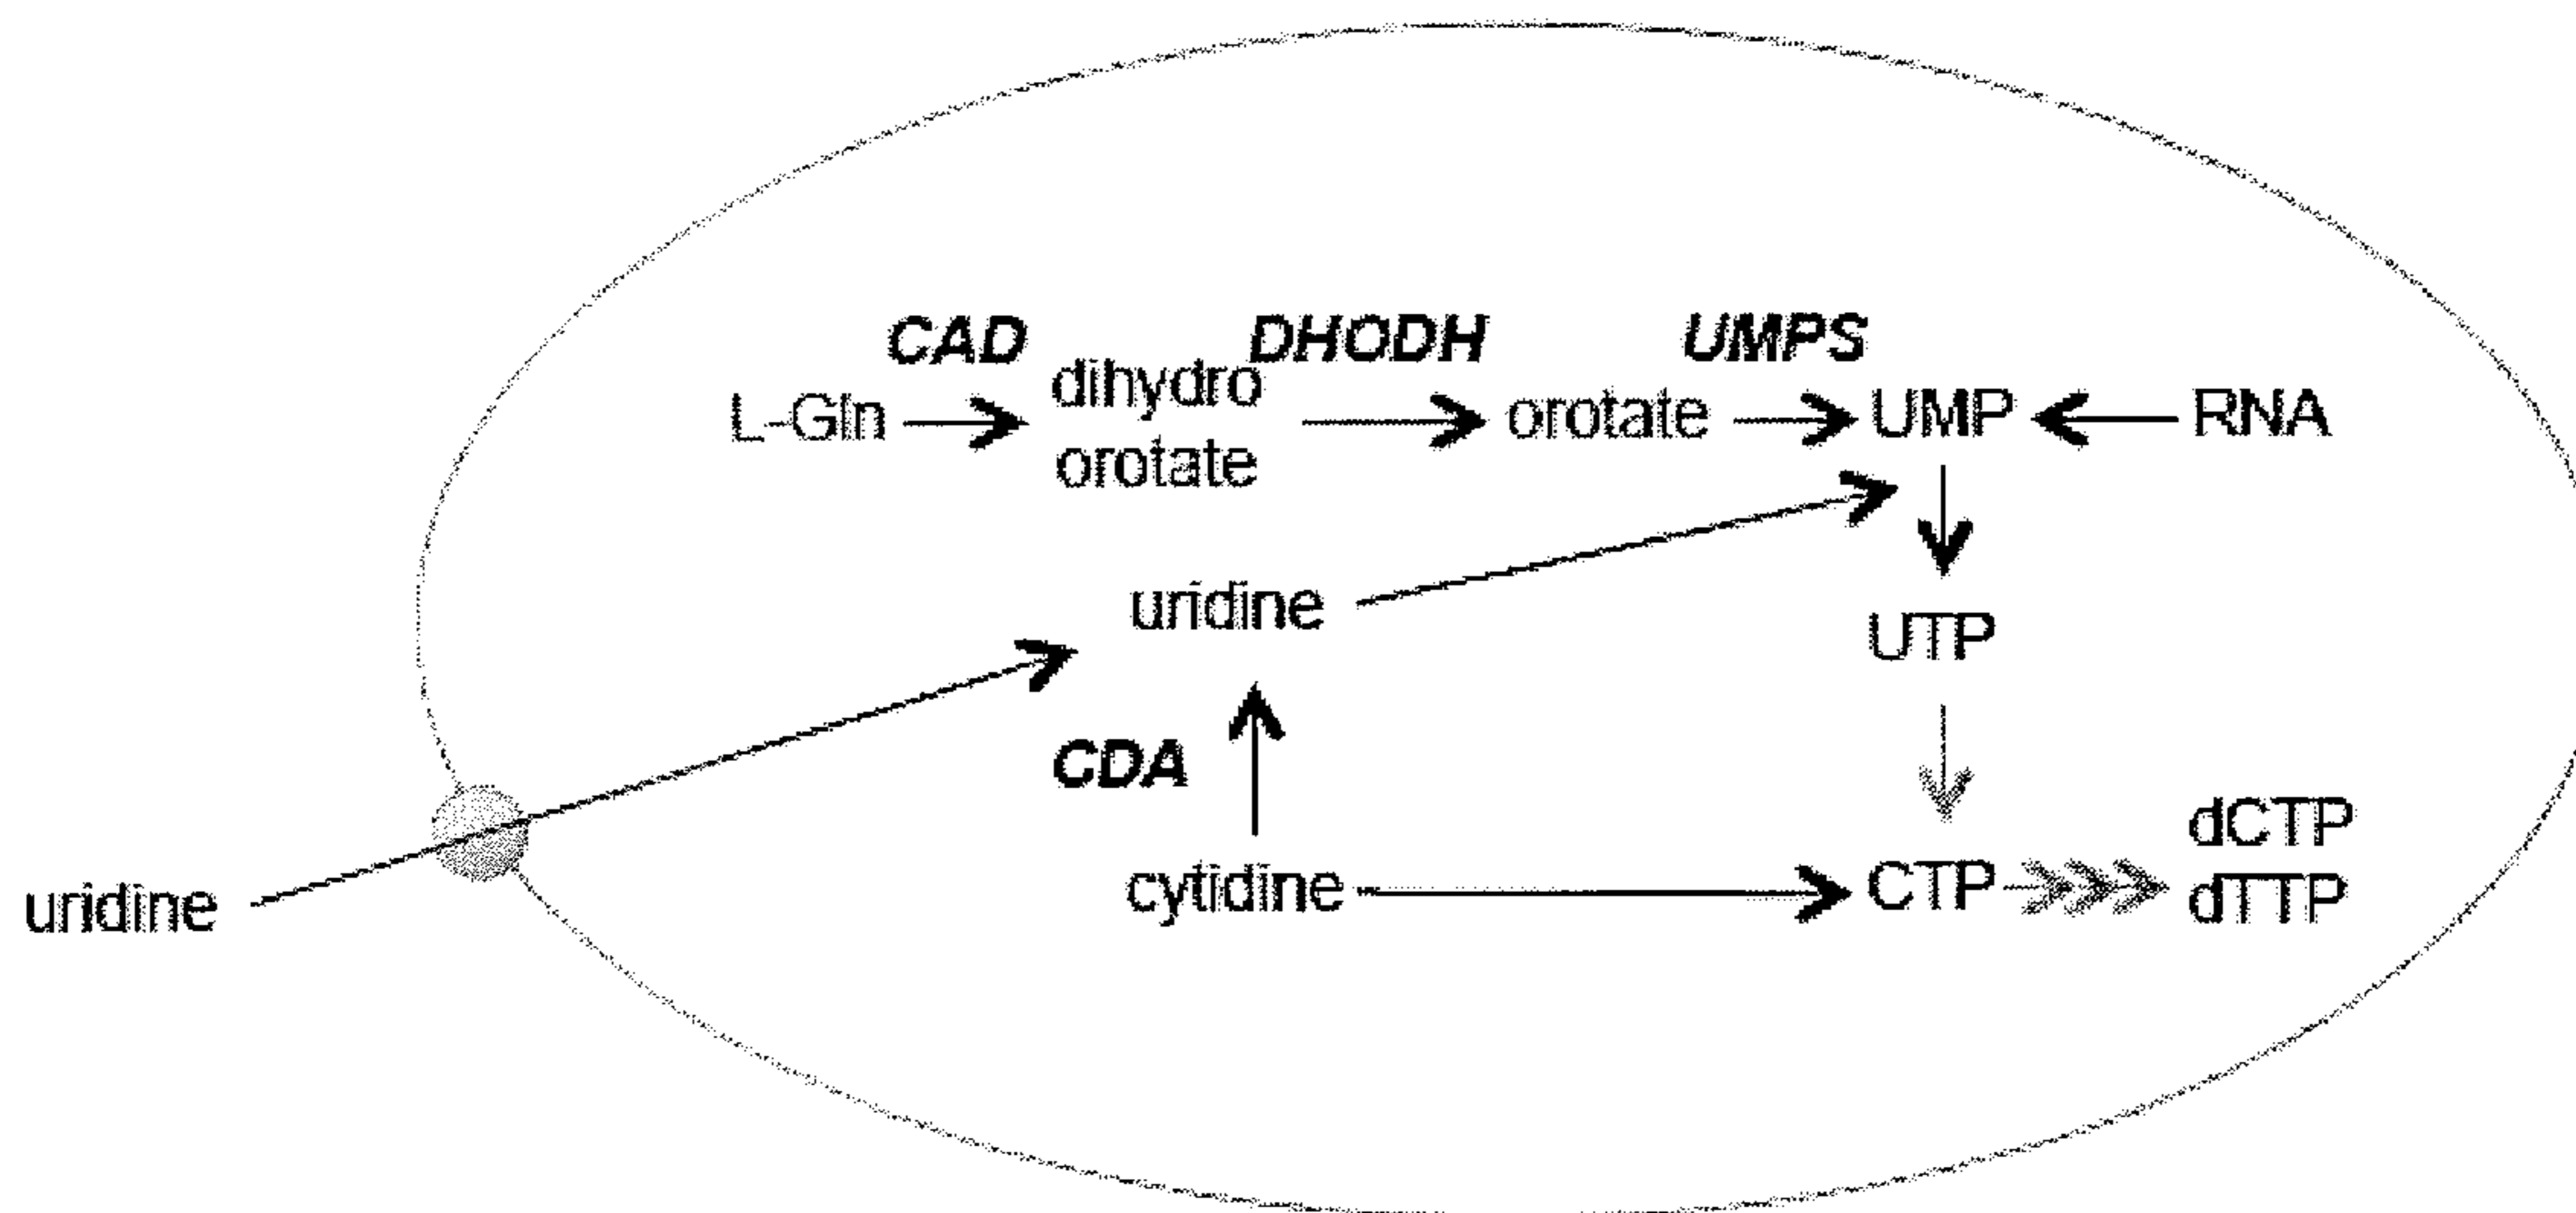 CAD DHODH UMPS
L-Gln dihydro orotate orotate UMP RNA
uridine UTP
CDA
uridine cytidine CTP dCTP dTTP